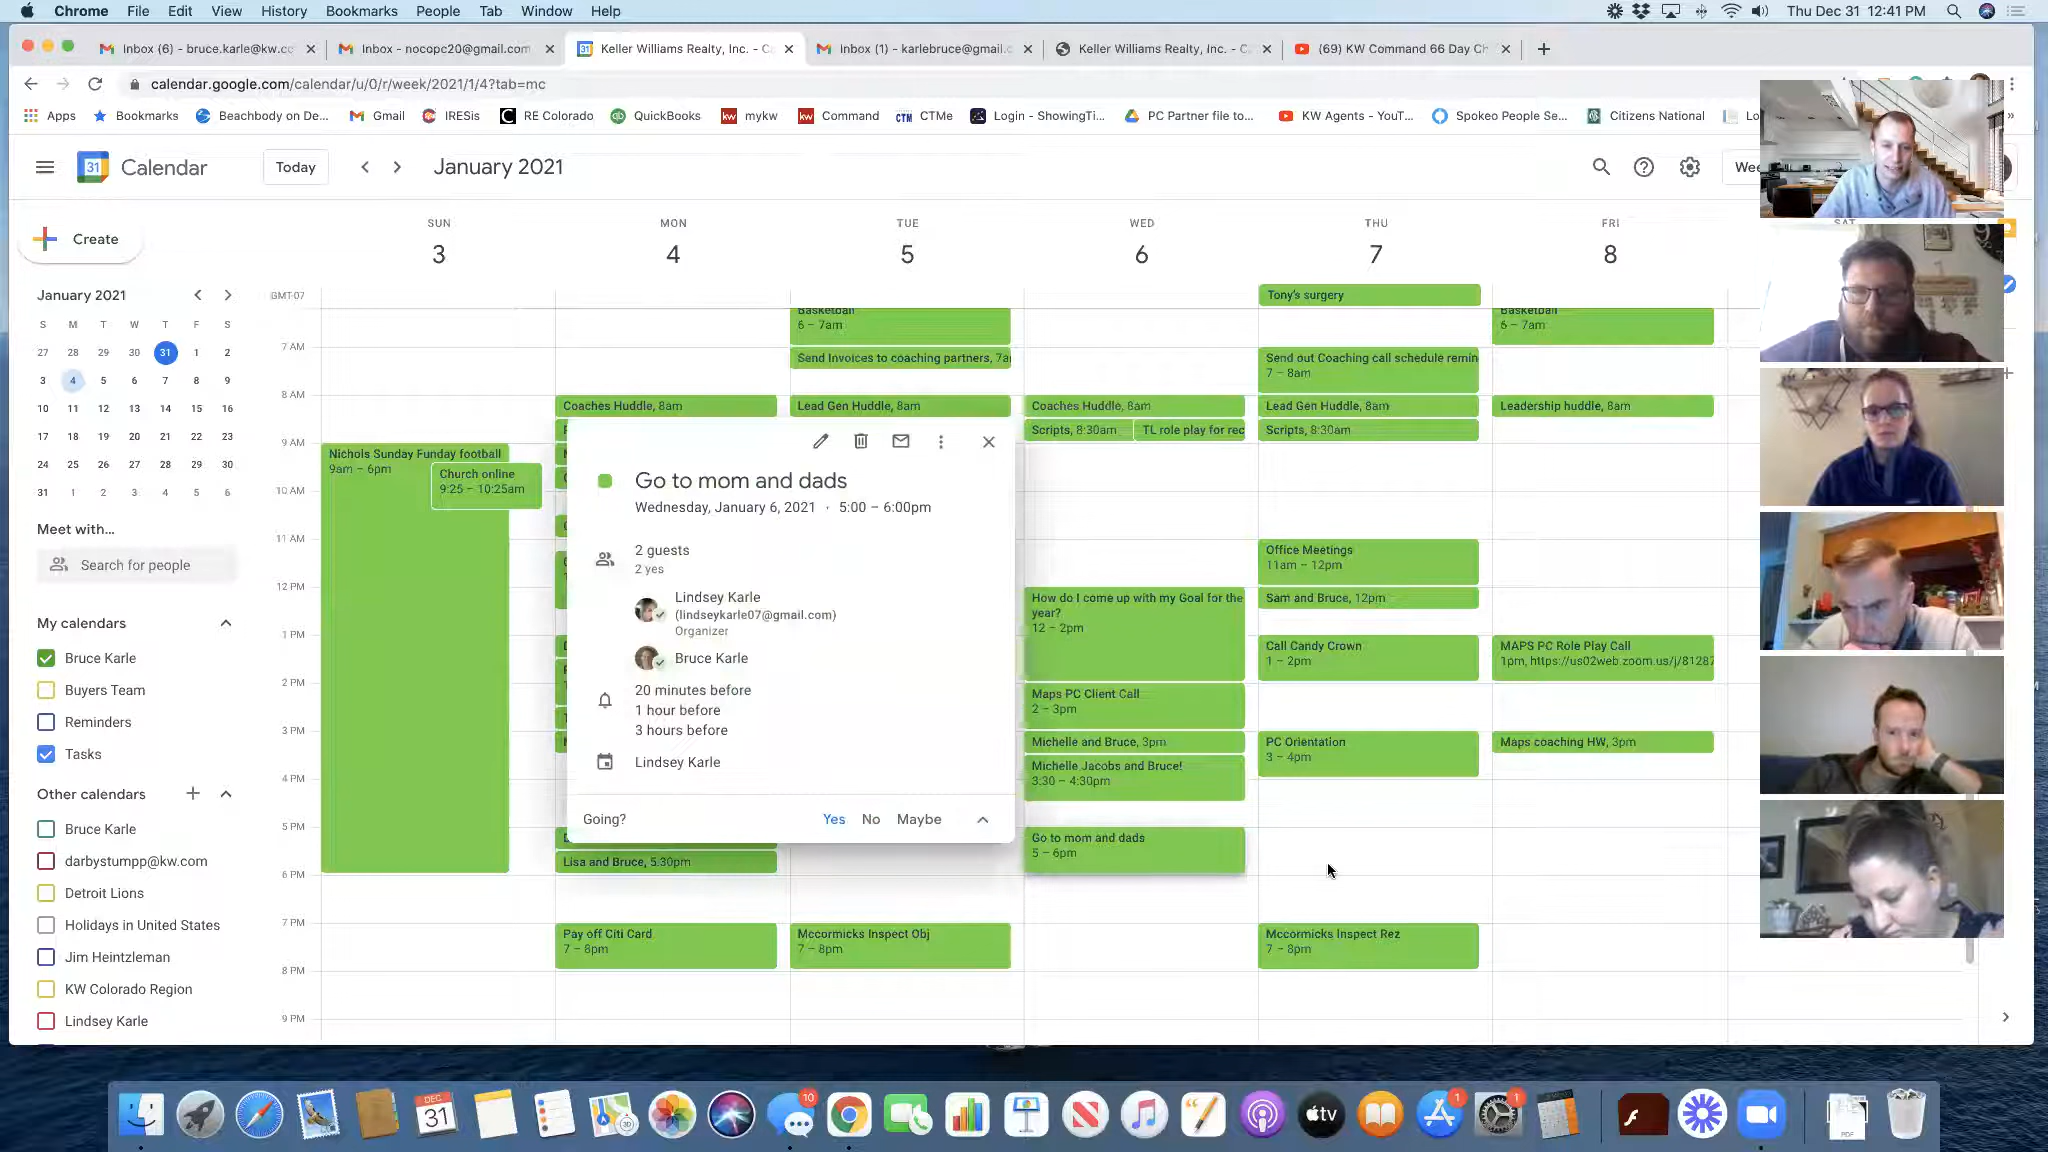 Chrome File Edit View History Bookmarks People Tab Window Help Thu Dec 31 12:41 PM
Inbox (6) - bruce.karle@kw.cc
Inbox - nocopc20@gmail.com
Keller Williams Realty, Inc. - C
Inbox (1) - karlebruce@gmail.c
Keller Williams Realty, Inc. - C
(69) KW Command 66 Day Ch
calendar.google.com/calendar/u/0/r/week/2021/1/4?tab=mc
Apps Bookmarks Beachbody on De... Gmail IRESis RE Colorado QuickBooks mykw Command CTMe Login - ShowingTi... PC Partner file to... KW Agents - YouT... Spokeo People Se... Citizens National Lo
Calendar Today January 2021 Wee
Create
January 2021
S M T W T F S
27 28 29 30 31 1 2
3 4 5 6 7 8 9
10 11 12 13 14 15 16
17 18 19 20 21 22 23
24 25 26 27 28 29 30
31 1 2 3 4 5 6
Meet with...
Search for people
My calendars
Bruce Karle
Buyers Team
Reminders
Tasks
Other calendars
Bruce Karle
darbystumpp@kw.com
Detroit Lions
Holidays in United States
Jim Heintzleman
KW Colorado Region
Lindsey Karle
SUN MON TUE WED THU FRI SAT
3 4 5 6 7 8 9
GMT-07
7 AM
8 AM
9 AM
10 AM
11 AM
12 PM
1 PM
2 PM
3 PM
4 PM
5 PM
6 PM
7 PM
8 PM
9 PM
Nichols Sunday Funday football
9am – 6pm
Church online
9:25 – 10:25am
Coaches Huddle, 8am
Lisa and Bruce, 5:30pm
Pay off Citi Card
7 – 8pm
Basketball
6 – 7am
Send Invoices to coaching partners, 7a
Lead Gen Huddle, 8am
Mccormicks Inspect Obj
7 – 8pm
Go to mom and dads
Wednesday, January 6, 2021 · 5:00 – 6:00pm
2 guests
2 yes
Lindsey Karle
(lindseykarle07@gmail.com)
Organizer
Bruce Karle
20 minutes before
1 hour before
3 hours before
Lindsey Karle
Going? Yes No Maybe
Coaches Huddle, 8am
Scripts, 8:30am
TL role play for rec
How do I come up with my Goal for the
year?
12 – 2pm
Maps PC Client Call
2 – 3pm
Michelle and Bruce, 3pm
Michelle Jacobs and Bruce!
3:30 – 4:30pm
Go to mom and dads
5 – 6pm
Tony's surgery
Send out Coaching call schedule remin
7 – 8am
Lead Gen Huddle, 8am
Scripts, 8:30am
Office Meetings
11am – 12pm
Sam and Bruce, 12pm
Call Candy Crown
1 – 2pm
PC Orientation
3 – 4pm
Mccormicks Inspect Rez
7 – 8pm
Basketball
6 – 7am
Leadership huddle, 8am
MAPS PC Role Play Call
1pm, https://us02web.zoom.us/j/81287
Maps coaching HW, 3pm
DEC
31
10
tv
1
1
PDF